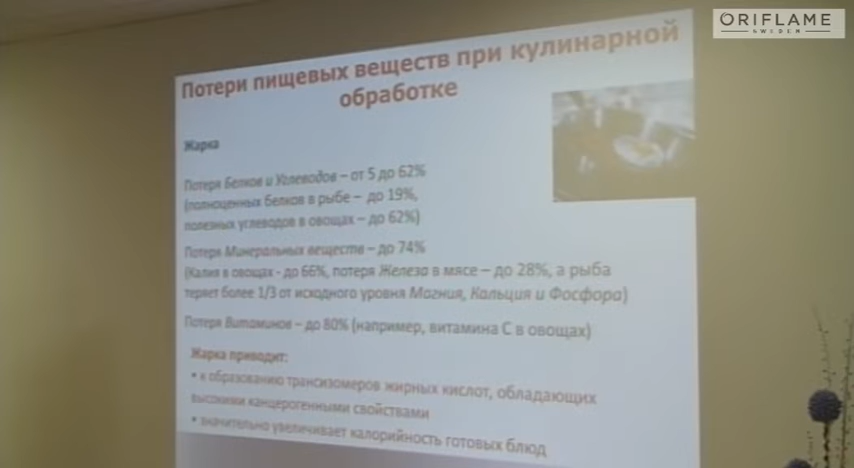 ORIFLAME
SWEDEN
Потери пищевых веществ при кулинарной
обработке
Жарка
Потеря Белков и Углеводов – от 5 до 62%
(полноценных белков в рыбе – до 19%,
полезных углеводов в овощах – до 62%)
Потеря Минеральных веществ – до 74%
(Калия в овощах - до 66%, потеря Железа в мясе – до 28%, а рыба
теряет более 1/3 от исходного уровня Магния, Кальция и Фосфора)
Потеря Витаминов – до 80% (например, витамина С в овощах)
Жарка приводит:
• к образованию трансизомеров жирных кислот, обладающих
высокими канцерогенными свойствами
• значительно увеличивает калорийность готовых блюд